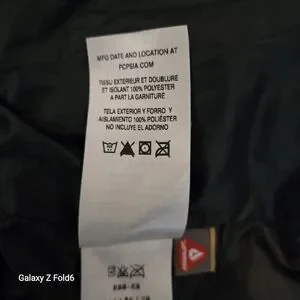 MFG DATE AND LOCATION AT
PCPSIA.COM
TISSU EXTERIEUR ET DOUBLURE
ET ISOLANT 100% POLYESTER
A PART LA GARNITURE
TELA EXTERIOR Y FORRO Y
AISLAMIENTO 100% POLIÉSTER
NO INCLUYE EL ADORNO
Galaxy Z Fold6